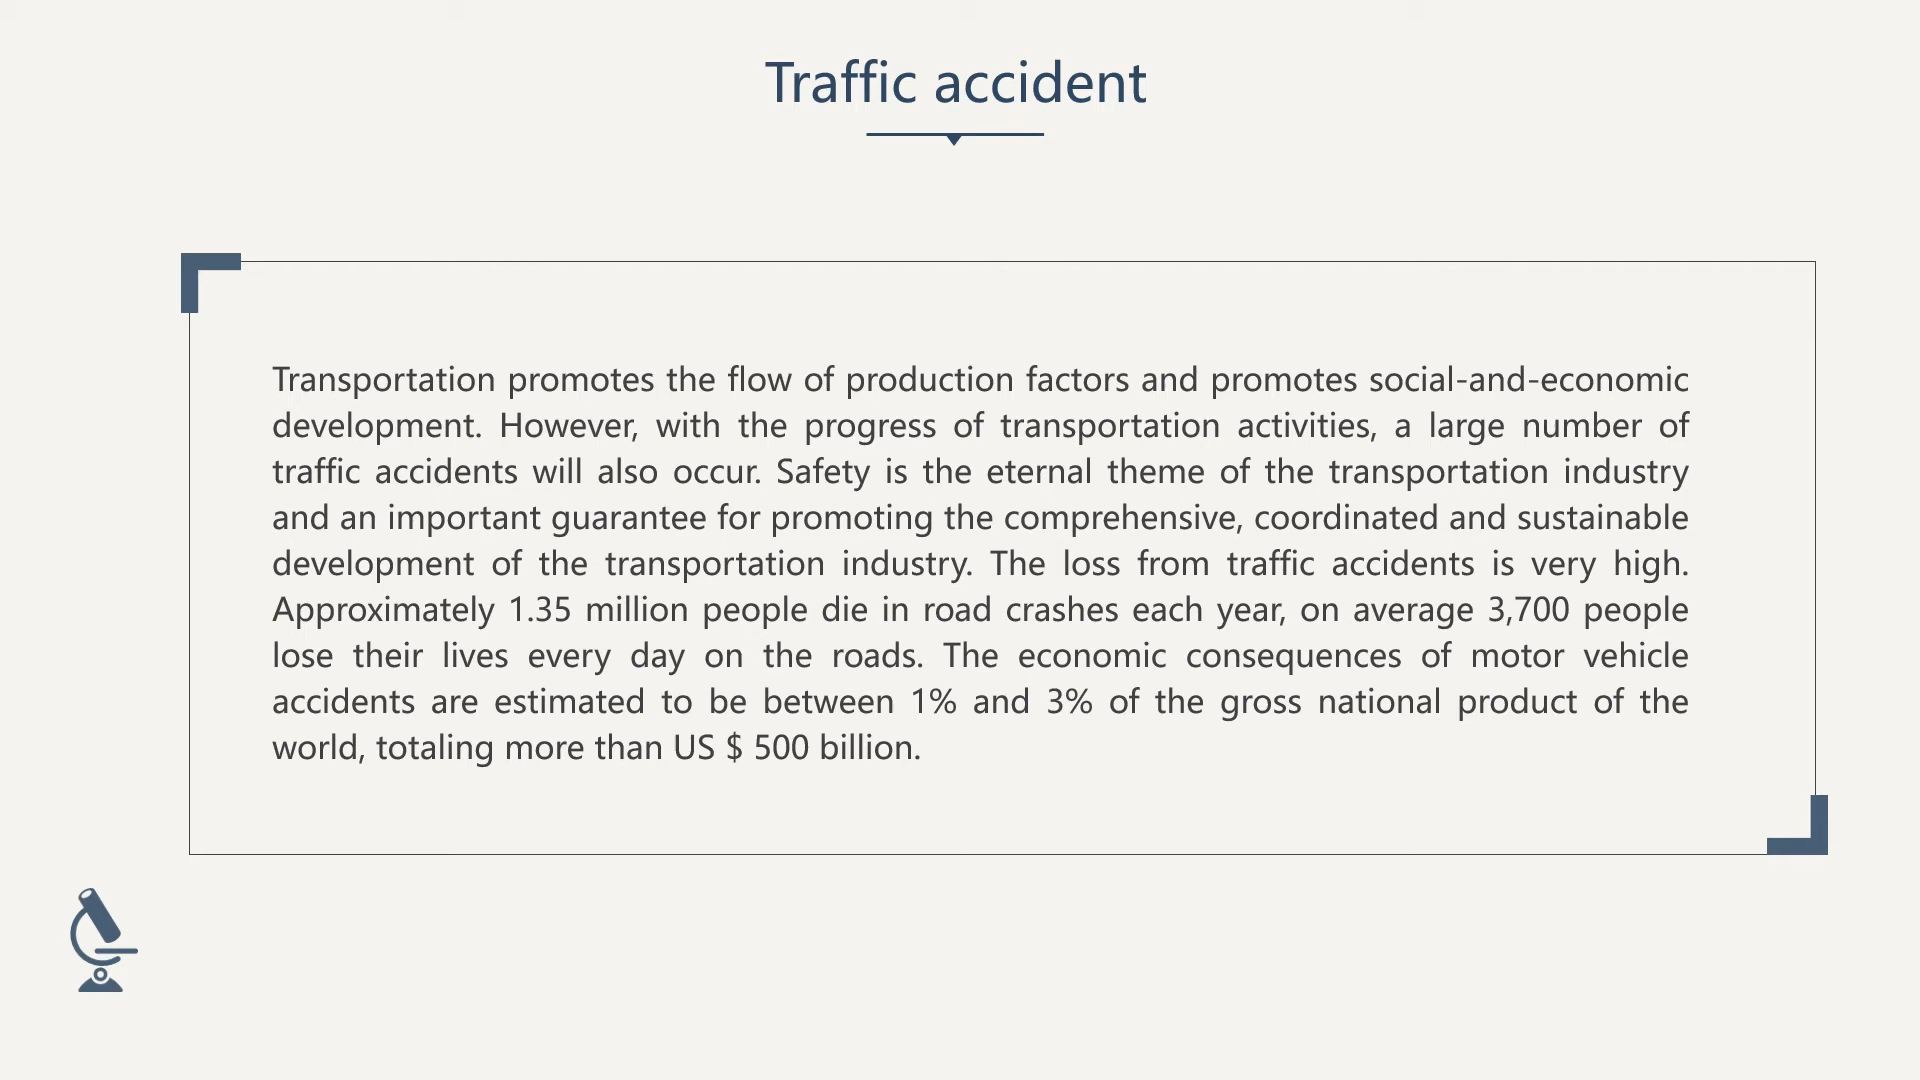 Traffic accident
Transportation promotes the flow of production factors and promotes social-and-economic
development. However, with the progress of transportation activities, a large number of
traffic accidents will also occur. Safety is the eternal theme of the transportation industry
and an important guarantee for promoting the comprehensive, coordinated and sustainable
development of the transportation industry. The loss from traffic accidents is very high.
Approximately 1.35 million people die in road crashes each year, on average 3,700 people
lose their lives every day on the roads. The economic consequences of motor vehicle
accidents are estimated to be between 1% and 3% of the gross national product of the
world, totaling more than US $ 500 billion.